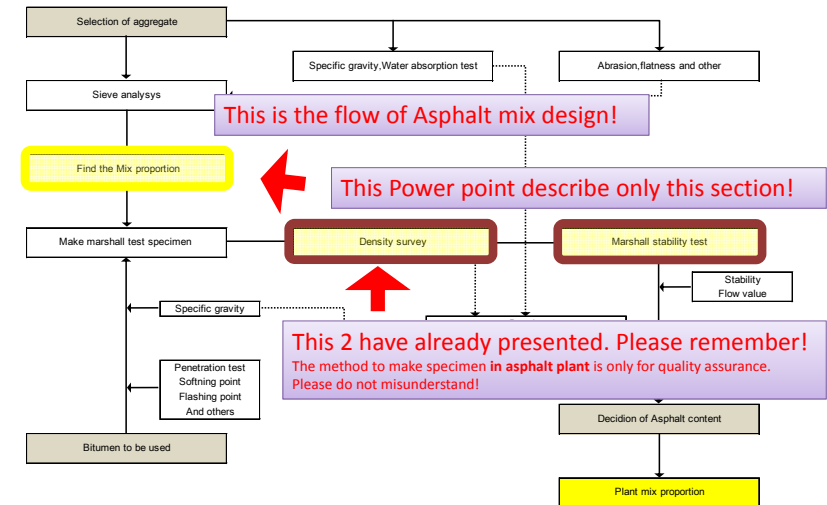 Selection of aggregate
Specific gravity,Water absorption test
Abrasion,flatness and other
Sieve analysys
This is the flow of Asphalt mix design!
Find the Mix proportion
This Power point describe only this section!
Make marshall test specimen
Density survey
Marshall stability test
Stability
Flow value
Specific gravity
This 2 have already presented. Please remember!
The method to make specimen in asphalt plant is only for quality assurance.
Please do not misunderstand!
Penetration test
Softning point
Flashing point
And others
Decidion of Asphalt content
Bitumen to be used
Plant mix proportion